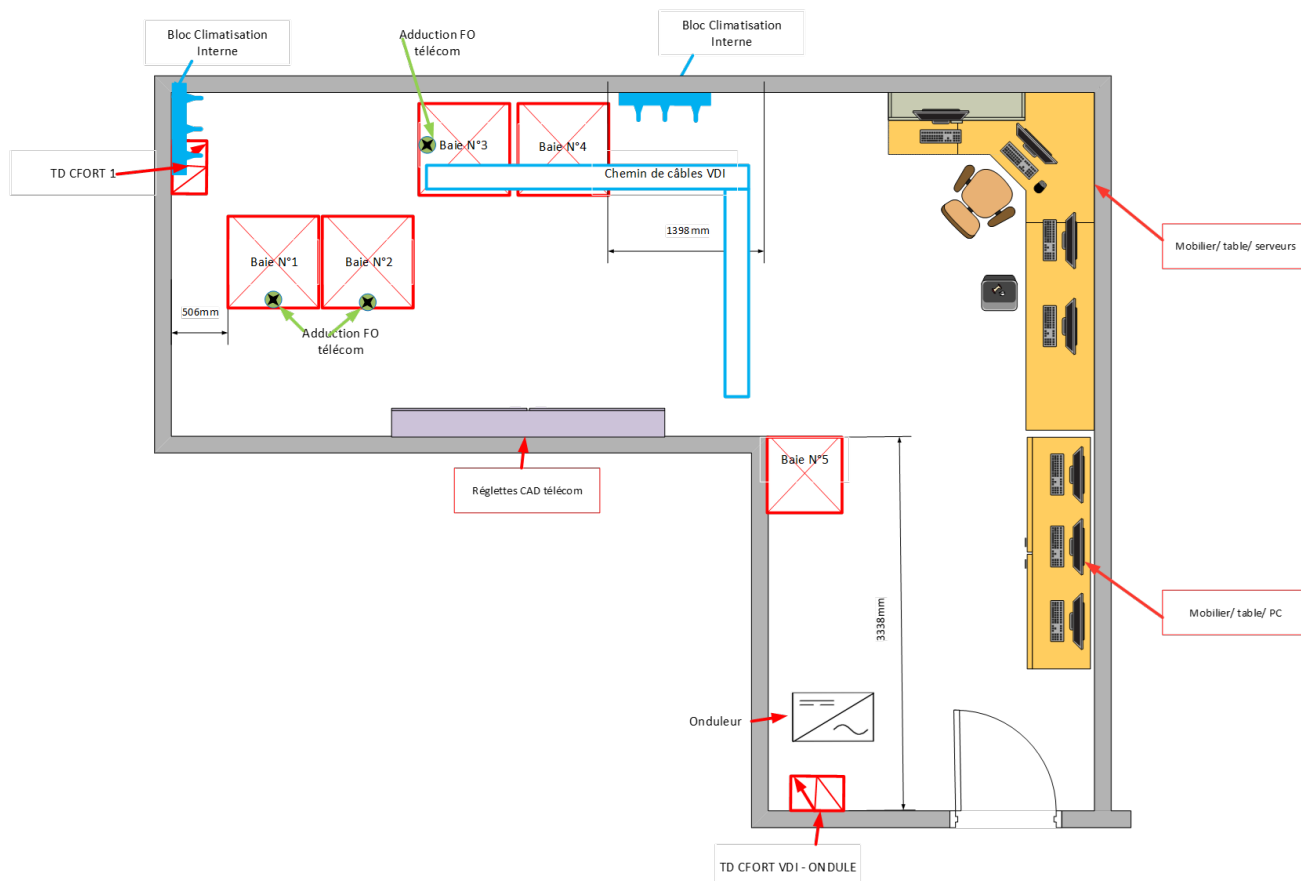 Bloc Climatisation
Interne
Adduction FO
télécom
Bloc Climatisation
Interne
TD CFORT 1
Baie N°3
Baie N°4
Chemin de câbles VDI
1398mm
Mobilier/ table/ serveurs
Baie N°1
Baie N°2
506mm
Adduction FO
télécom
Réglettes CAD télécom
Baie N°5
3338mm
Mobilier/ table/ PC
Onduleur
TD CFORT VDI - ONDULE